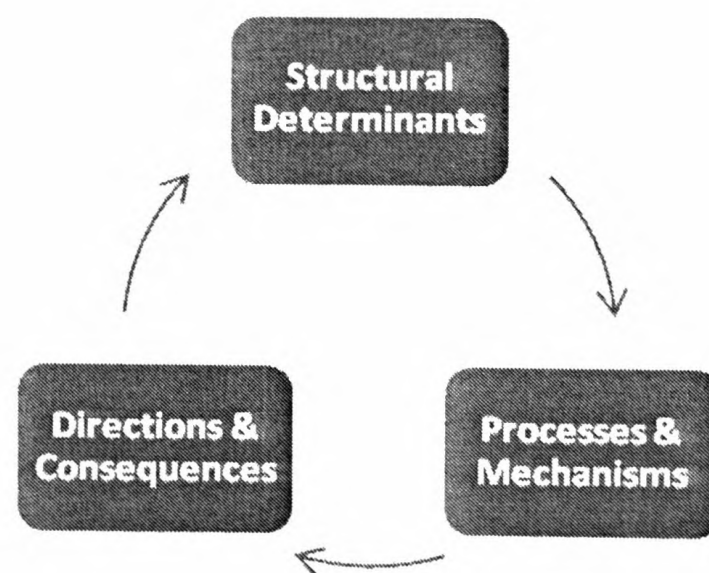 Structural
Determinants
Processes &
Mechanisms
Directions &
Consequences